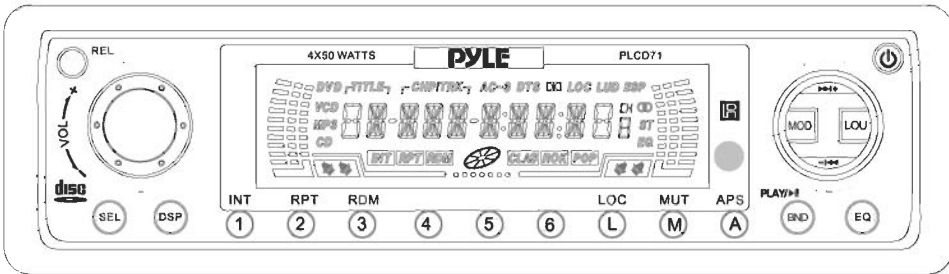 REL 4X50 WATTS PYLE PLCD71
DVD TITLE CHP/TRK AC-3 DTS LOC LUD SSP
VCD
MP3 ST
CD EQ
INT RPT RDM CLAS ROK POP
VOL + -
disc
MOD LOU
PLAY/
SEL DSP BND EQ
INT RPT RDM LOC MUT APS
1 2 3 4 5 6 L M A